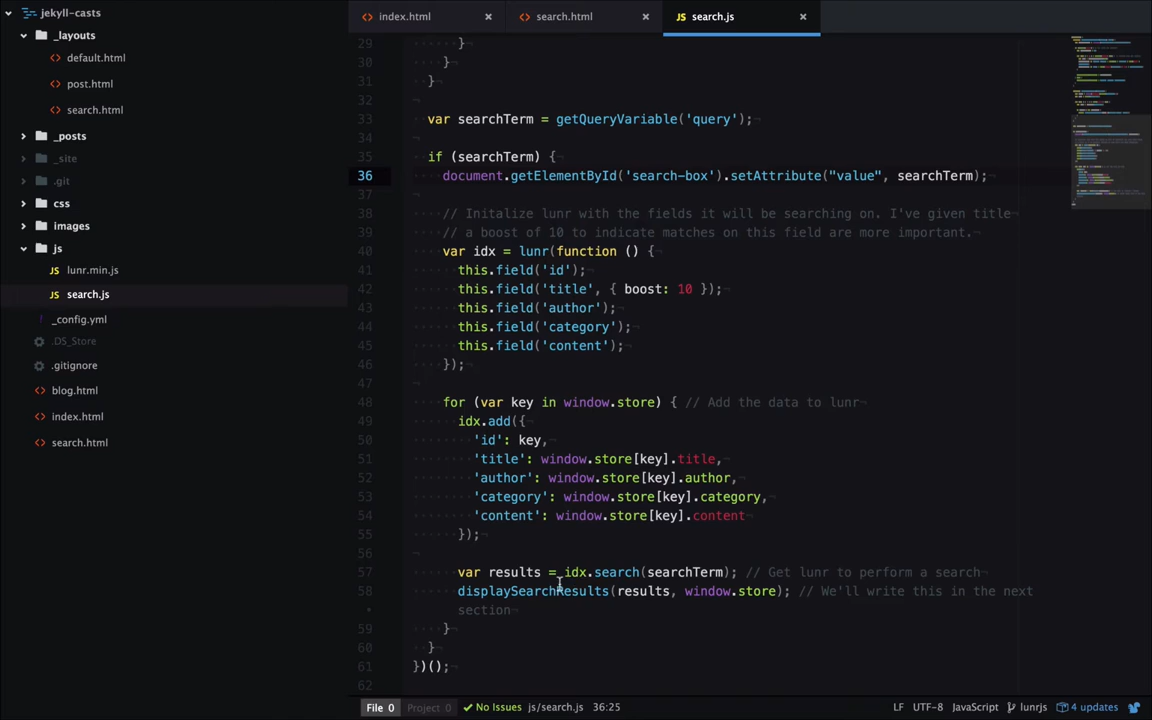 jekyll-casts
_layouts
default.html
post.html
search.html
_posts
_site
.git
css
images
js
lunr.min.js
search.js
_config.yml
.DS_Store
.gitignore
blog.html
index.html
search.html
index.html
search.html
search.js
29 }
30 }
31 }
32
33 var searchTerm = getQueryVariable('query');
34
35 if (searchTerm) {
36 document.getElementById('search-box').setAttribute("value", searchTerm);
37
38 // Initalize lunr with the fields it will be searching on. I've given title
39 // a boost of 10 to indicate matches on this field are more important.
40 var idx = lunr(function () {
41 this.field('id');
42 this.field('title', { boost: 10 });
43 this.field('author');
44 this.field('category');
45 this.field('content');
46 });
47
48 for (var key in window.store) { // Add the data to lunr
49 idx.add({
50 'id': key,
51 'title': window.store[key].title,
52 'author': window.store[key].author,
53 'category': window.store[key].category,
54 'content': window.store[key].content
55 });
56
57 var results = idx.search(searchTerm); // Get lunr to perform a search
58 displaySearchResults(results, window.store); // We'll write this in the next
• section
59 }
60 }
61 })();
62
File 0 Project 0 No Issues js/search.js 36:25 LF UTF-8 JavaScript lunrjs 4 updates